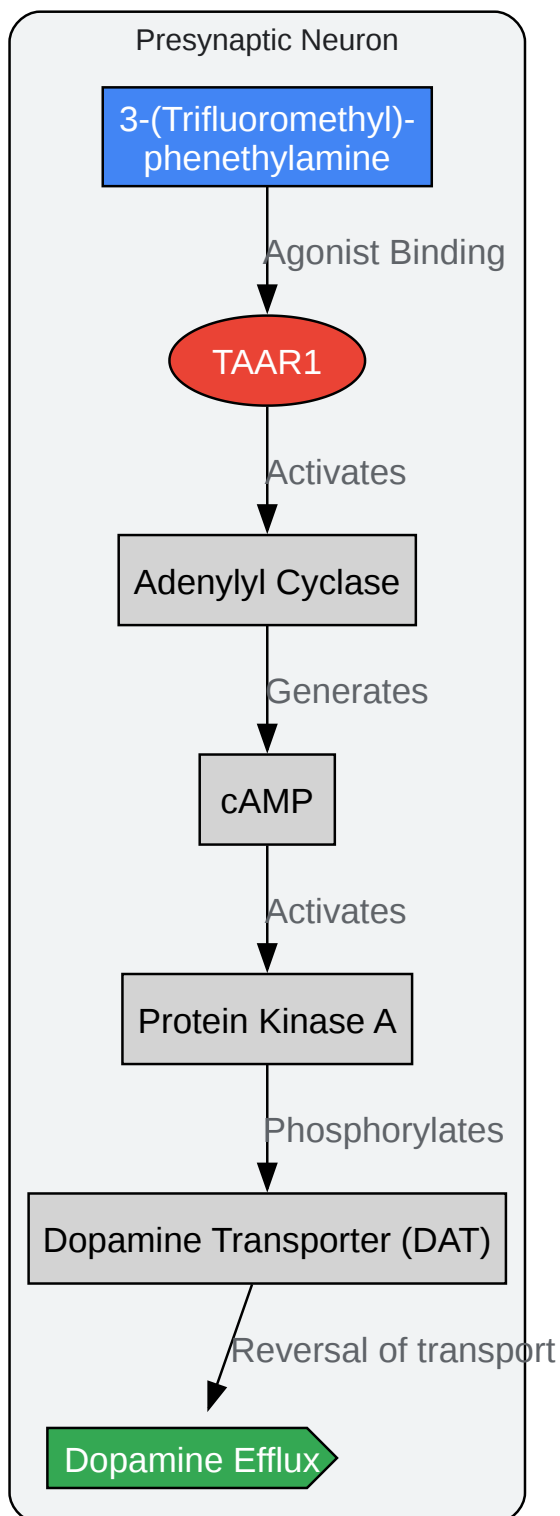 Presynaptic Neuron
3-(Trifluoromethyl)-
phenethylamine
Agonist Binding
TAAR1
Activates
Adenylyl Cyclase
Generates
cAMP
Activates
Protein Kinase A
Phosphorylates
Dopamine Transporter (DAT)
Reversal of transport
Dopamine Efflux